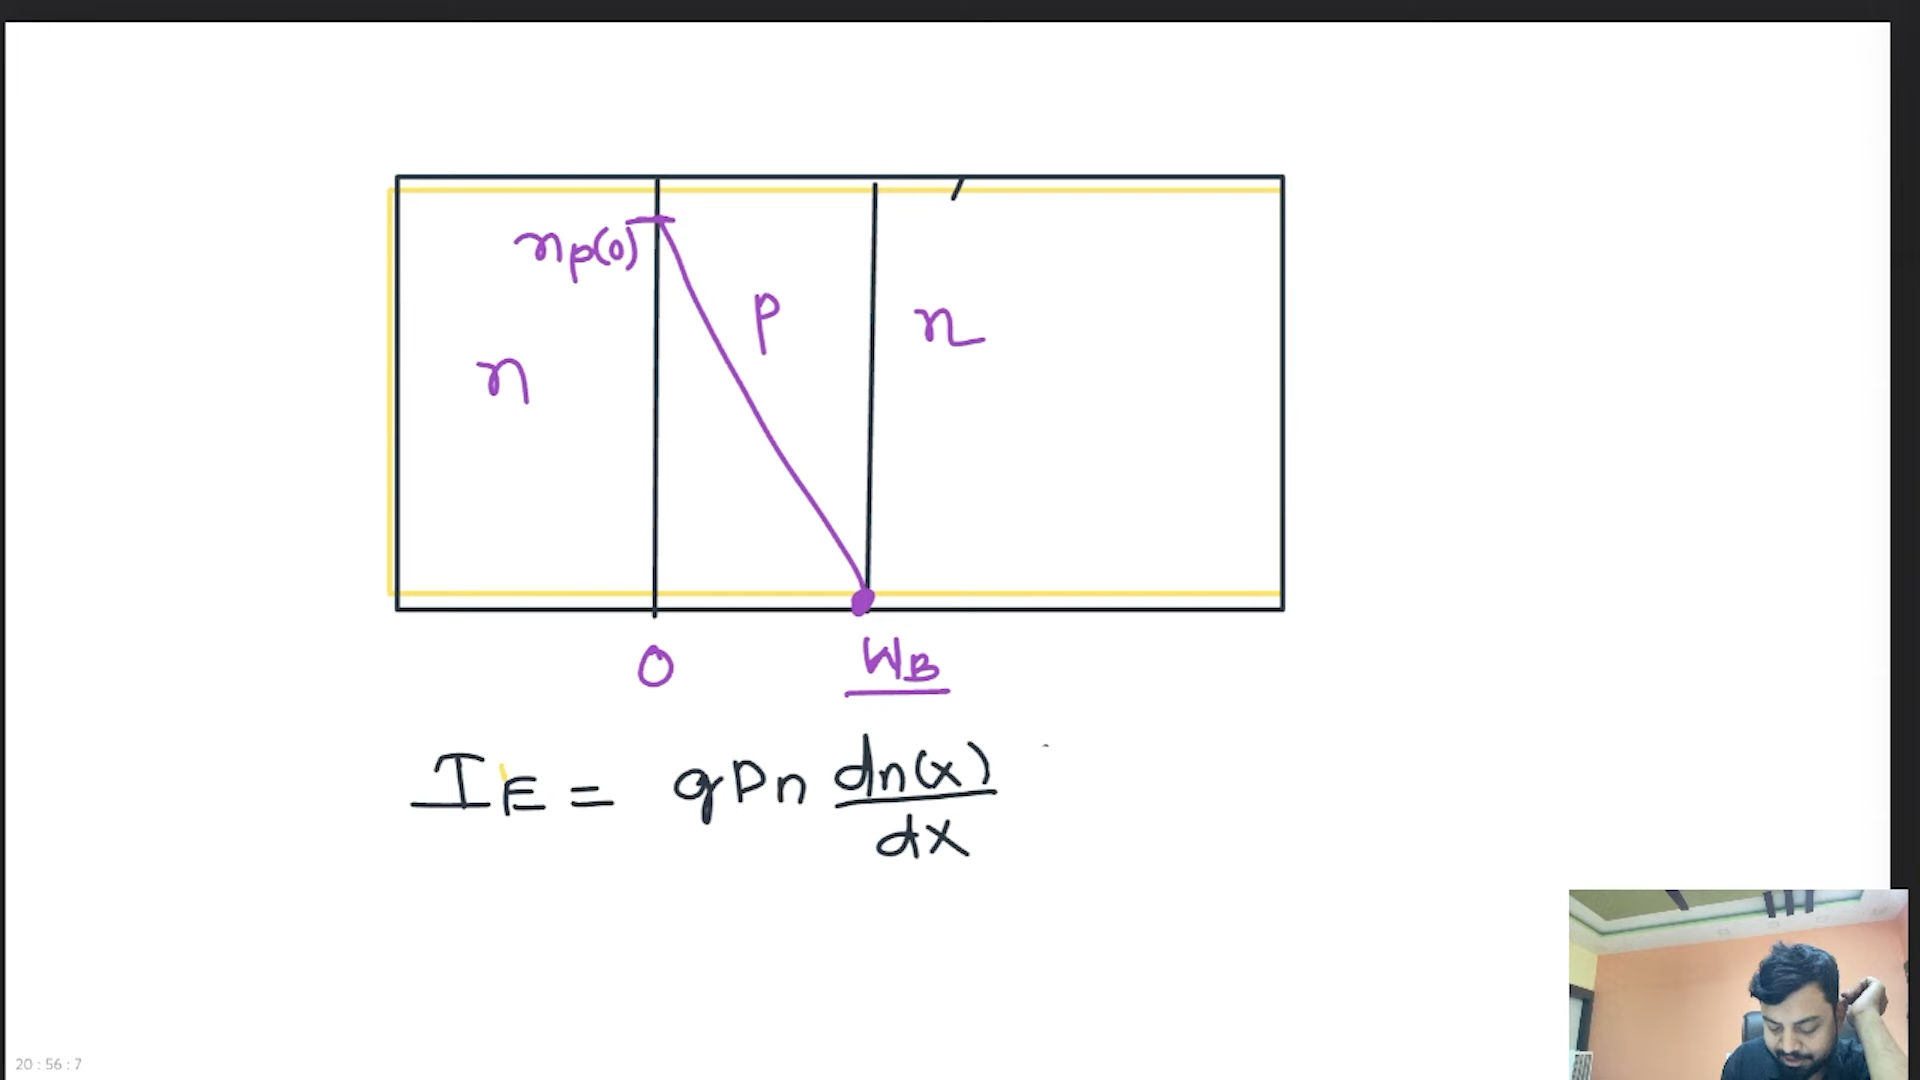 np(0)
p
n
n
0
WB
IE = qDn dn(x)/dx
20 : 56 : 7